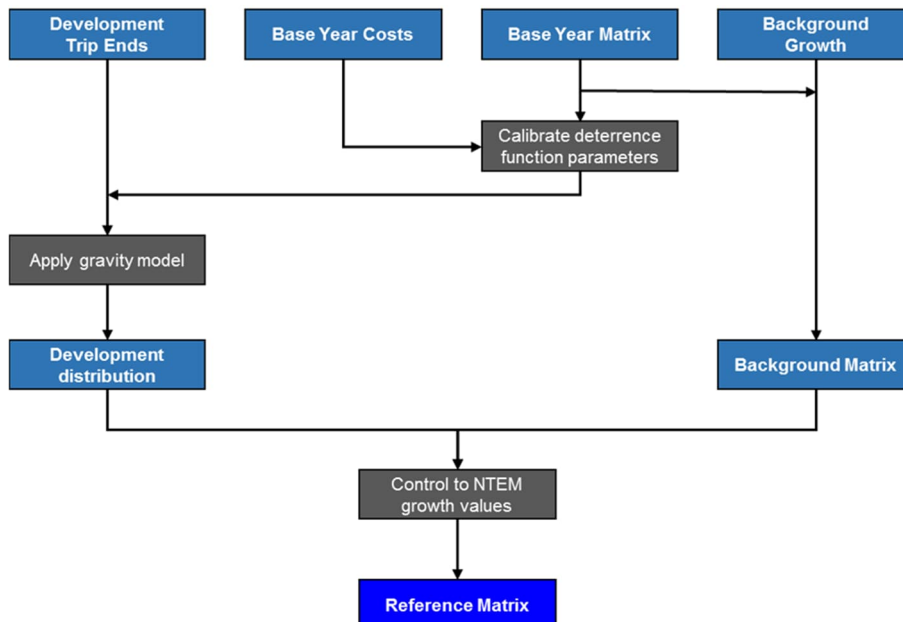 Development
Trip Ends
Base Year Costs
Base Year Matrix
Background
Growth
Calibrate deterrence
function parameters
Apply gravity model
Development
distribution
Background Matrix
Control to NTEM
growth values
Reference Matrix